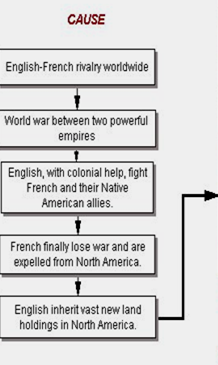 CAUSE
English-French rivalry worldwide
World war between two powerful
empires
English, with colonial help, fight
French and their Native
American allies.
French finally lose war and are
expelled from North America.
English inherit vast new land
holdings in North America.